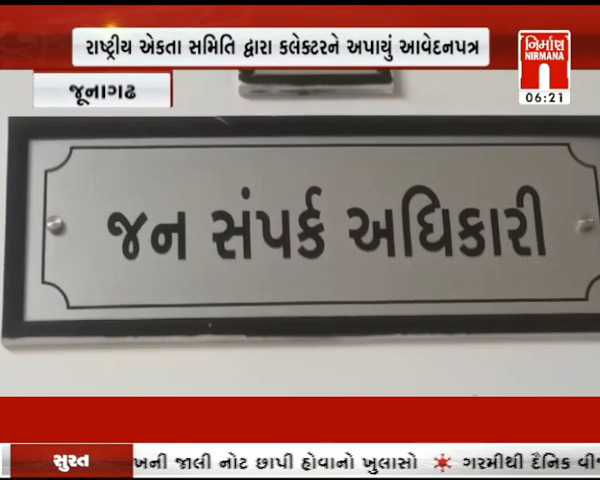 રાષ્ટ્રીય એકતા સમિતિ દ્વારા કલેક્ટરને અપાયું આવેદનપત્ર
નિર્માણ
NIRMANA
06:21
જૂનાગઢ
જન સંપર્ક અધિકારી
સુરત
ખની જાલી નોટ છાપી હોવાનો ખુલાસો
ગરમીથી દૈનિક વીજ